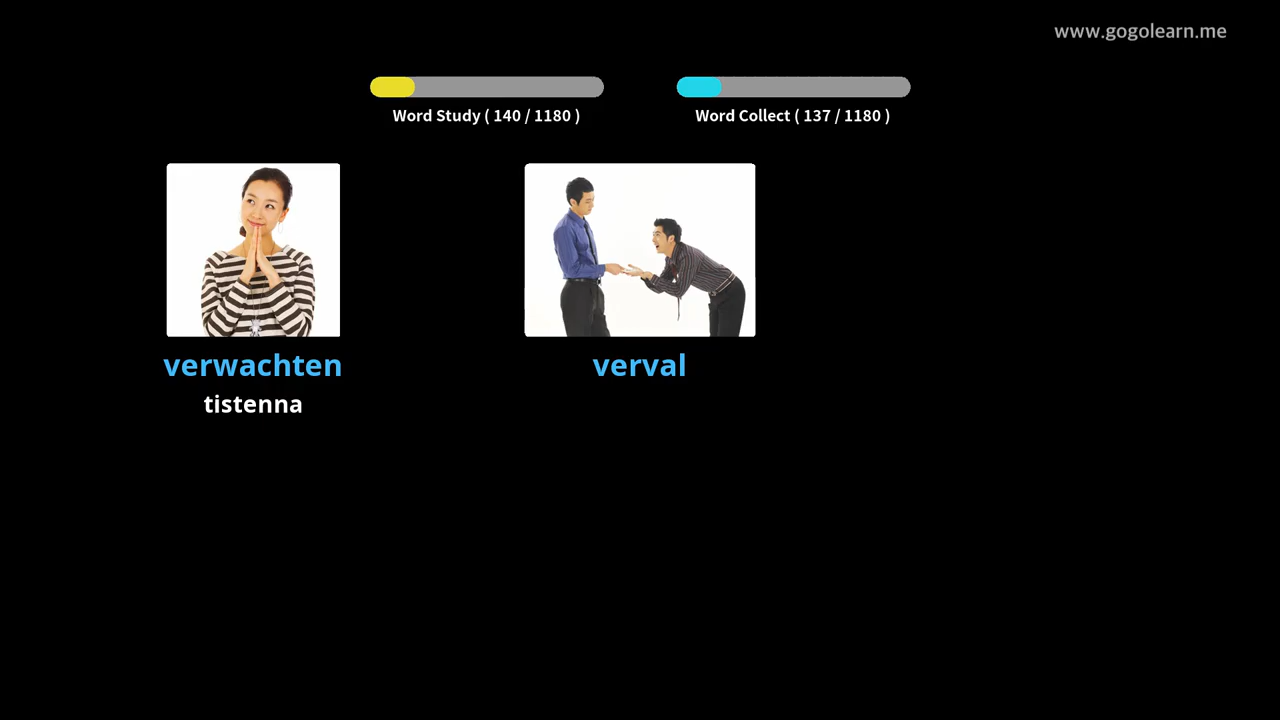 www.gogolearn.me
Word Study ( 140 / 1180 )
Word Collect ( 137 / 1180 )
verwachten
tistenna
verval